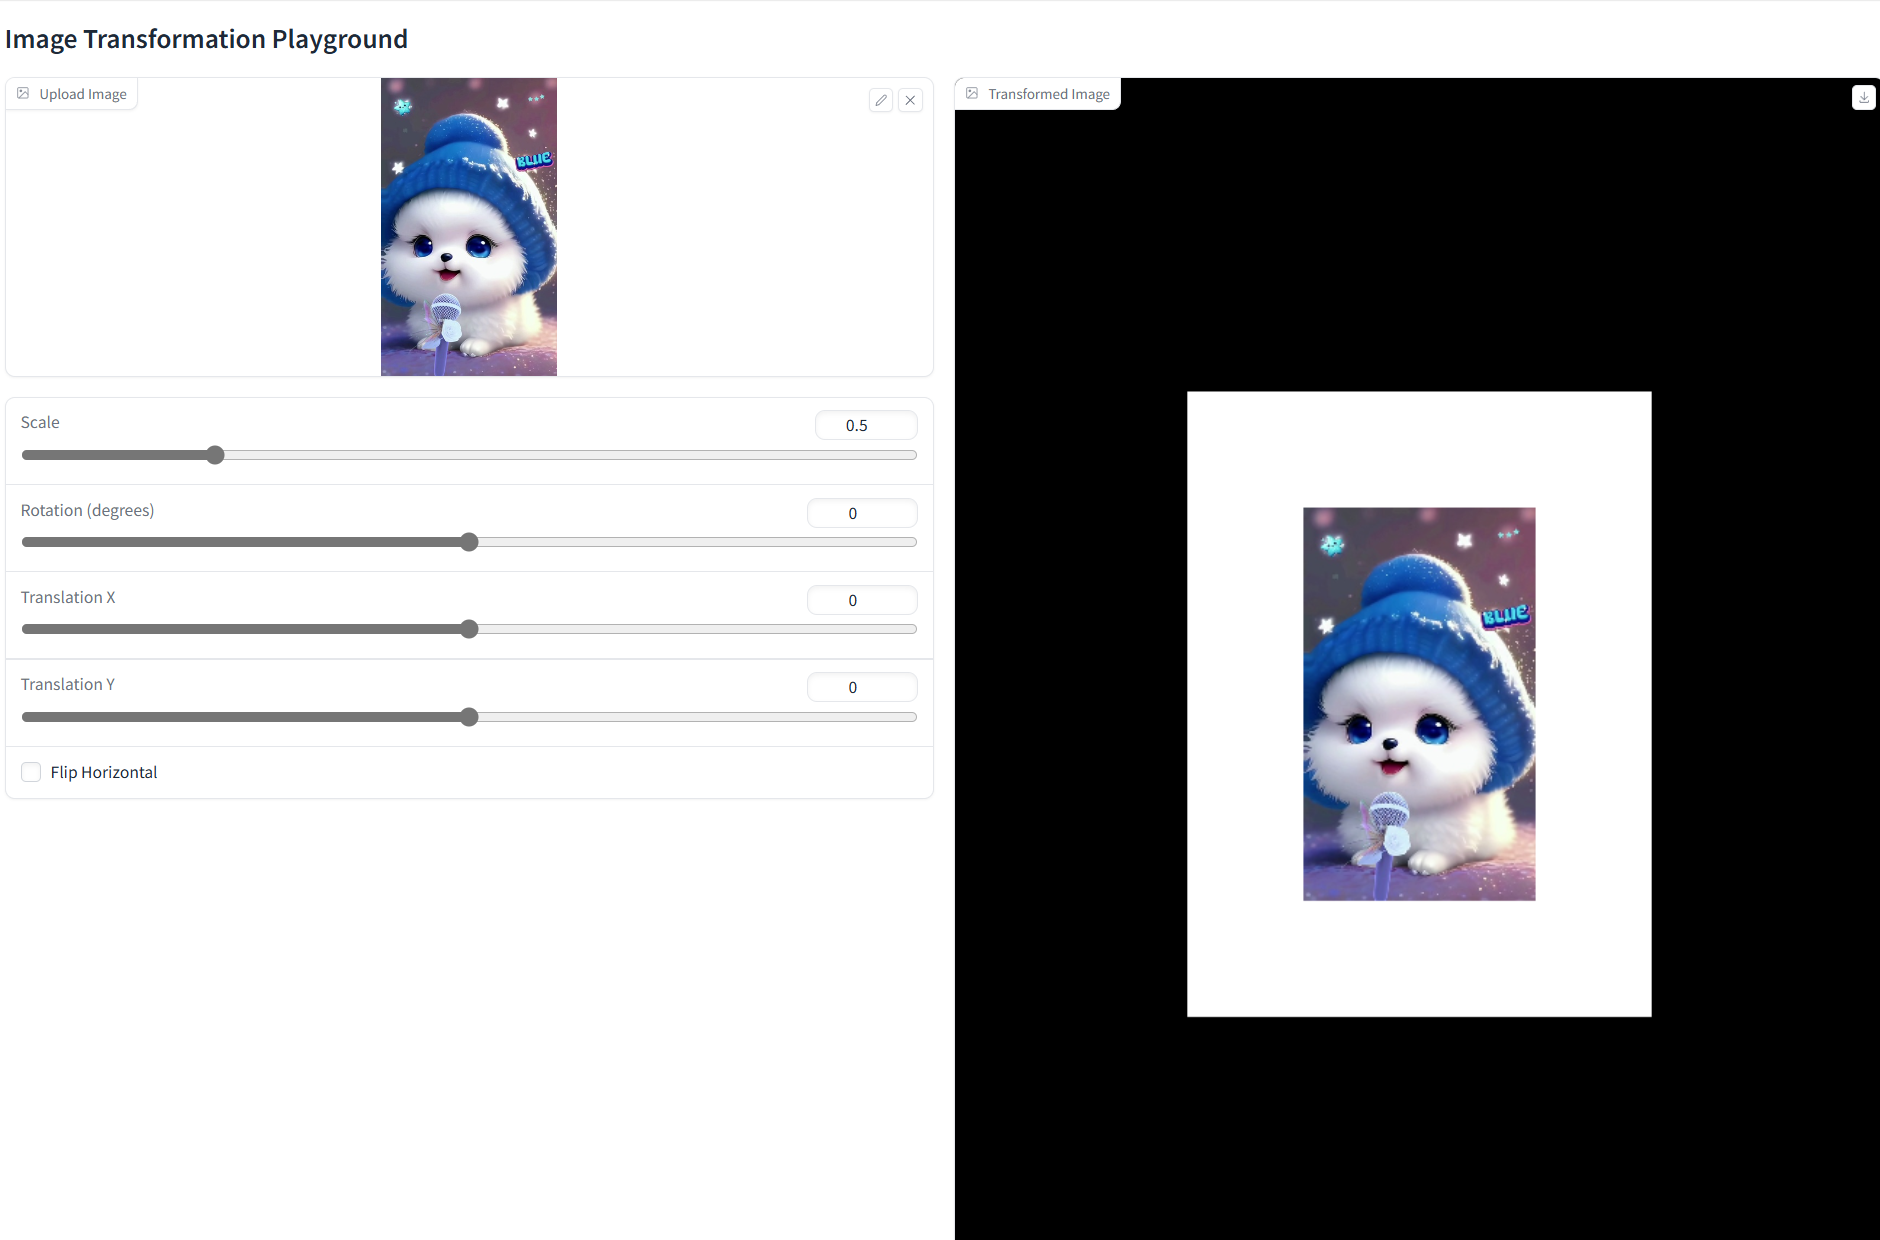 Image Transformation Playground
Upload Image
BLUE
Scale
0.5
Rotation (degrees)
0
Translation X
0
Translation Y
0
Flip Horizontal
Transformed Image
BLUE